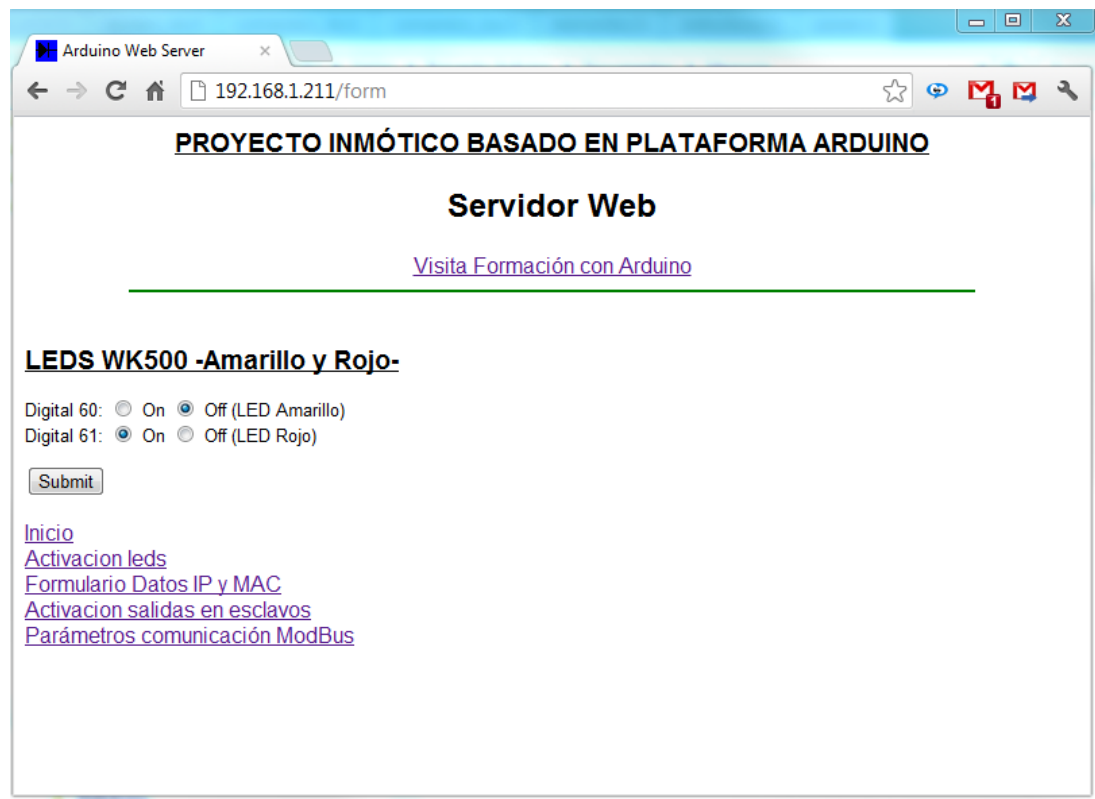 Arduino Web Server
192.168.1.211/form
1
PROYECTO INMÓTICO BASADO EN PLATAFORMA ARDUINO
Servidor Web
Visita Formación con Arduino
LEDS WK500 -Amarillo y Rojo-
Digital 60: On Off (LED Amarillo)
Digital 61: On Off (LED Rojo)
Submit
Inicio
Activacion leds
Formulario Datos IP y MAC
Activacion salidas en esclavos
Parámetros comunicación ModBus